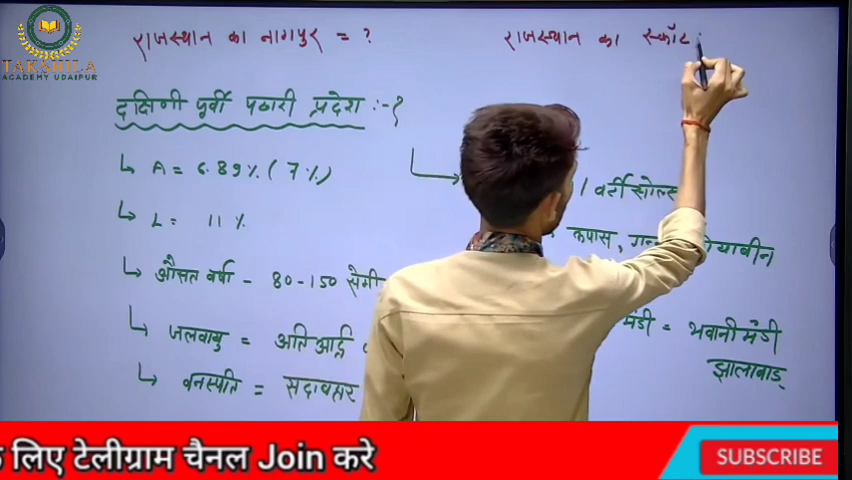 TAKSHILA
ACADEMY UDAIPUR
राजस्थान का नागपुर = ?
राजस्थान का स्कॉट
दक्षिणी पूर्वी पठारी प्रदेश :-?
↳ A = 6.89% (7%)
/ वर्टीसोल्स
↳ L = 11 %
कपास, गन्ना
↳ औसत वर्षा - 80-150 सेमी
मंडी = भवानीमंडी
झालावाड़
↳ जलवायु = अति आर्द्र
↳ वनस्पति = सदाबहार
लिए टेलीग्राम चैनल Join करे
SUBSCRIBE